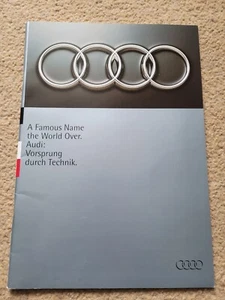 A Famous Name
the World Over.
Audi:
Vorsprung
durch Technik.